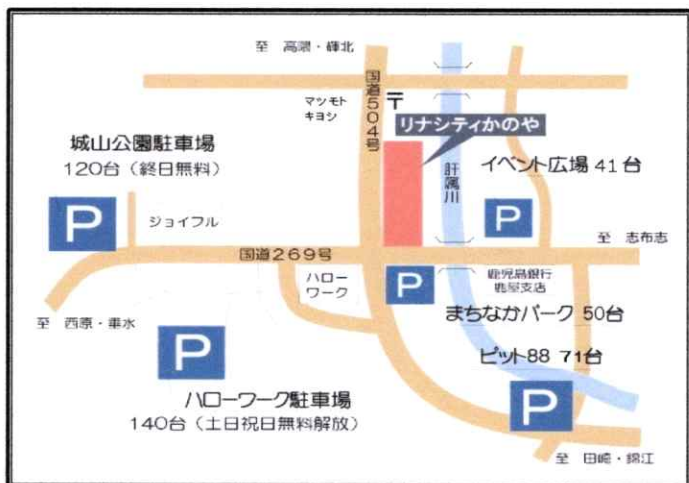 至 高隈・輝北
国道504号
マツモト
キヨシ
〒
リナシティかのや
城山公園駐車場
120台（終日無料）
肝属川
イベント広場 41台
P
P
ジョイフル
至 志布志
国道269号
ハロー
ワーク
P
鹿児島銀行
鹿屋支店
まちなかパーク 50台
至 西原・垂水
P
ピット88 71台
ハローワーク駐車場
140台（土日祝日無料解放）
P
至 田崎・錦江